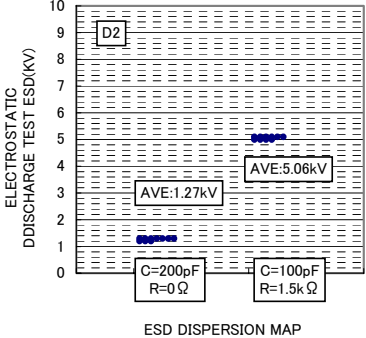 ELECTROSTATIC
DDISCHARGE TEST ESD(KV)
10
9
8
7
6
5
4
3
2
1
0
D2
AVE:1.27kV
AVE:5.06kV
C=200pF
R=0Ω
C=100pF
R=1.5kΩ
ESD DISPERSION MAP